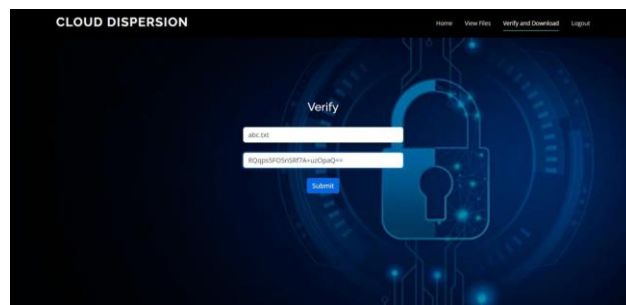 CLOUD DISPERSION
Home View Files Verify and Download Logout
Verify
abc.txt
Submit